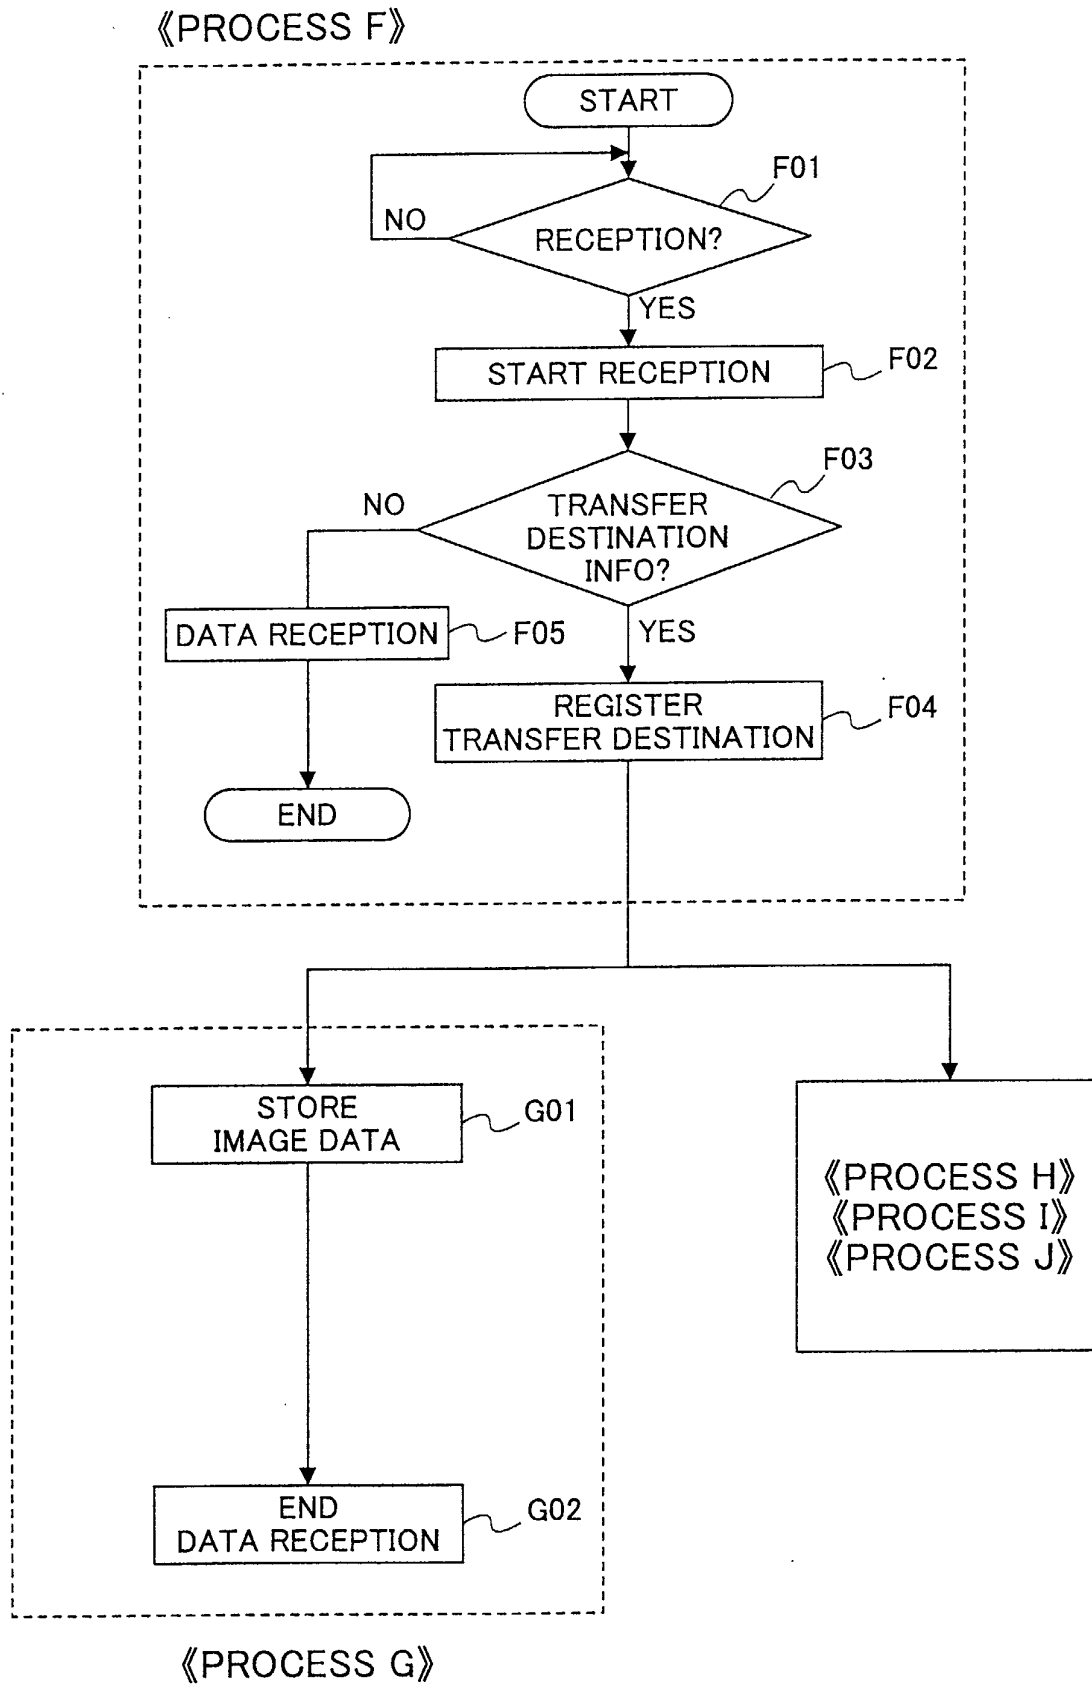 《PROCESS F》
START
F01
NO
RECEPTION?
YES
START RECEPTION
F02
F03
NO
TRANSFER
DESTINATION
INFO?
DATA RECEPTION
F05
YES
REGISTER
TRANSFER DESTINATION
F04
END
STORE
IMAGE DATA
G01
《PROCESS H》
《PROCESS I》
《PROCESS J》
END
DATA RECEPTION
G02
《PROCESS G》